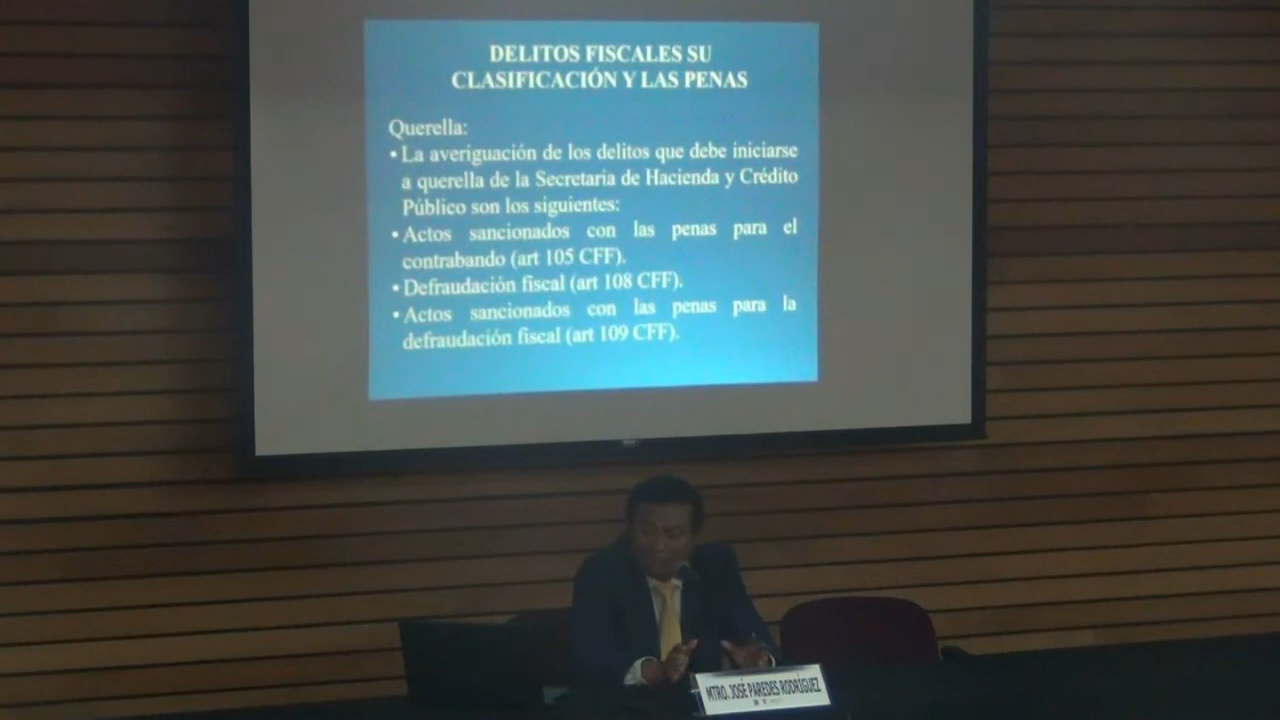 DELITOS FISCALES SU
CLASIFICACIÓN Y LAS PENAS
Querella:
• La averiguación de los delitos que debe iniciarse
a querella de la Secretaria de Hacienda y Crédito
Público son los siguientes:
• Actos sancionados con las penas para el
contrabando (art 105 CFF).
• Defraudación fiscal (art 108 CFF).
• Actos sancionados con las penas para la
defraudación fiscal (art 109 CFF).
MTRO. JOSÉ PAREDES RODRÍGUEZ